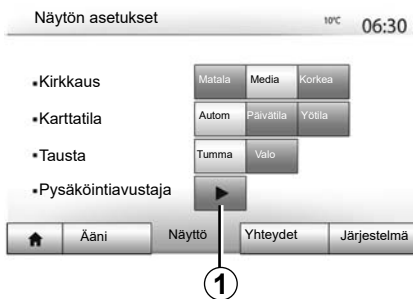 Näytön asetukset 10°C 06:30
▪Kirkkaus Matala Media Korkea
▪Karttatila Autom Päivätila Yötila
▪Tausta Tumma Valo
▪Pysäköintiavustaja
Ääni Näyttö Yhteydet Järjestelmä
1